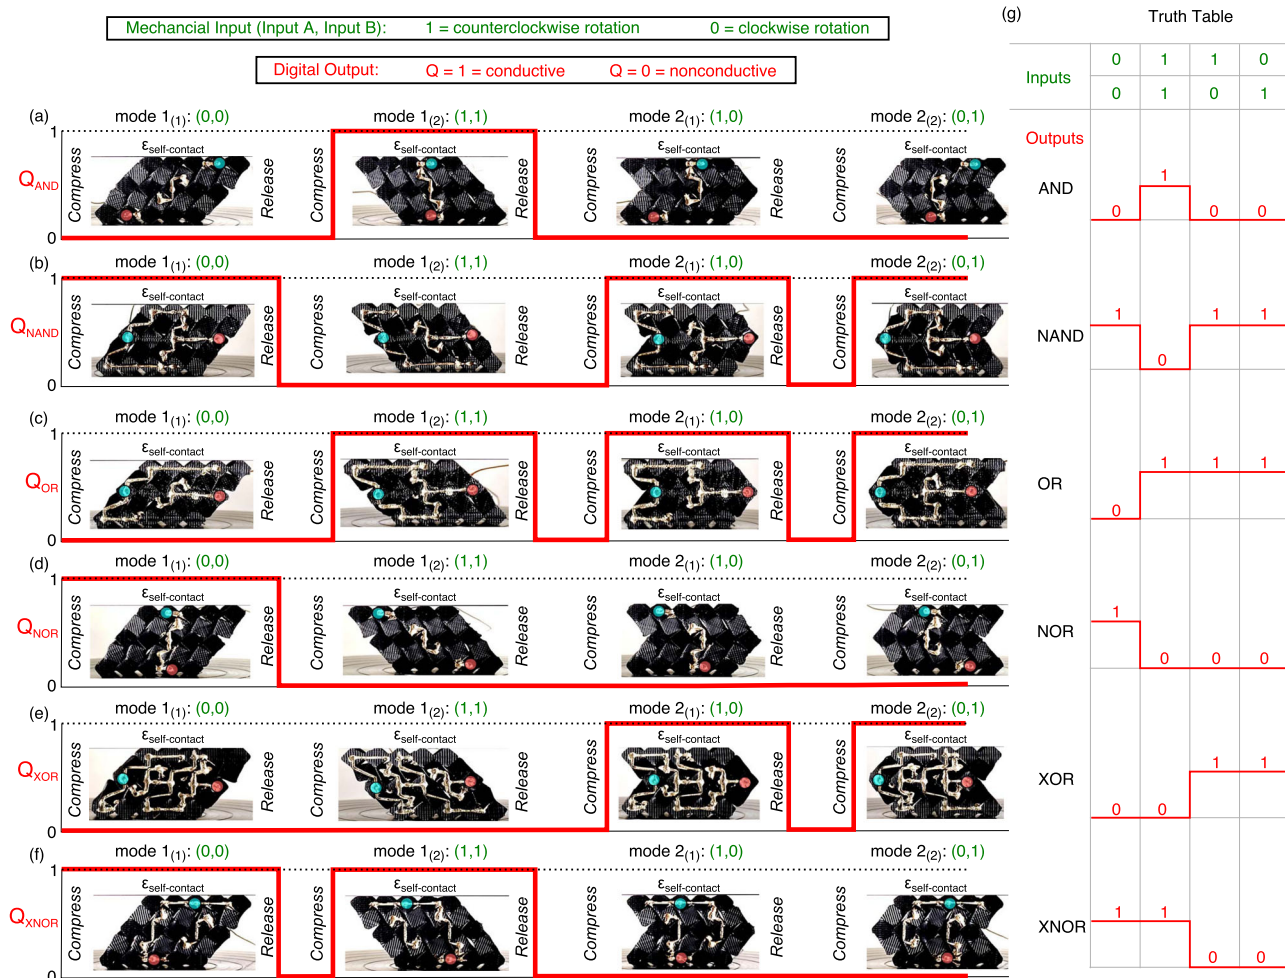 Mechancial Input (Input A, Input B): 1 = counterclockwise rotation 0 = clockwise rotation
Digital Output: Q = 1 = conductive Q = 0 = nonconductive
(a)
mode 1(1): (0,0) mode 1(2): (1,1) mode 2(1): (1,0) mode 2(2): (0,1)
1
εself-contact εself-contact εself-contact εself-contact
QAND
Compress Release Compress Release Compress Release Compress
0
(b)
mode 1(1): (0,0) mode 1(2): (1,1) mode 2(1): (1,0) mode 2(2): (0,1)
1
εself-contact εself-contact εself-contact εself-contact
QNAND
Compress Release Compress Release Compress Release Compress
0
(c)
mode 1(1): (0,0) mode 1(2): (1,1) mode 2(1): (1,0) mode 2(2): (0,1)
1
εself-contact εself-contact εself-contact εself-contact
QOR
Compress Release Compress Release Compress Release Compress
0
(d)
mode 1(1): (0,0) mode 1(2): (1,1) mode 2(1): (1,0) mode 2(2): (0,1)
1
εself-contact εself-contact εself-contact εself-contact
QNOR
Compress Release Compress Release Compress Release Compress
0
(e)
mode 1(1): (0,0) mode 1(2): (1,1) mode 2(1): (1,0) mode 2(2): (0,1)
1
εself-contact εself-contact εself-contact εself-contact
QXOR
Compress Release Compress Release Compress Release Compress
0
(f)
mode 1(1): (0,0) mode 1(2): (1,1) mode 2(1): (1,0) mode 2(2): (0,1)
1
εself-contact εself-contact εself-contact εself-contact
QXNOR
Compress Release Compress Release Compress Release Compress
0
(g)
Truth Table
Inputs
0 1 1 0
0 1 0 1
Outputs
AND
0 1 0 0
NAND
1 0 1 1
OR
0 1 1 1
NOR
1 0 0 0
XOR
0 0 1 1
XNOR
1 1 0 0